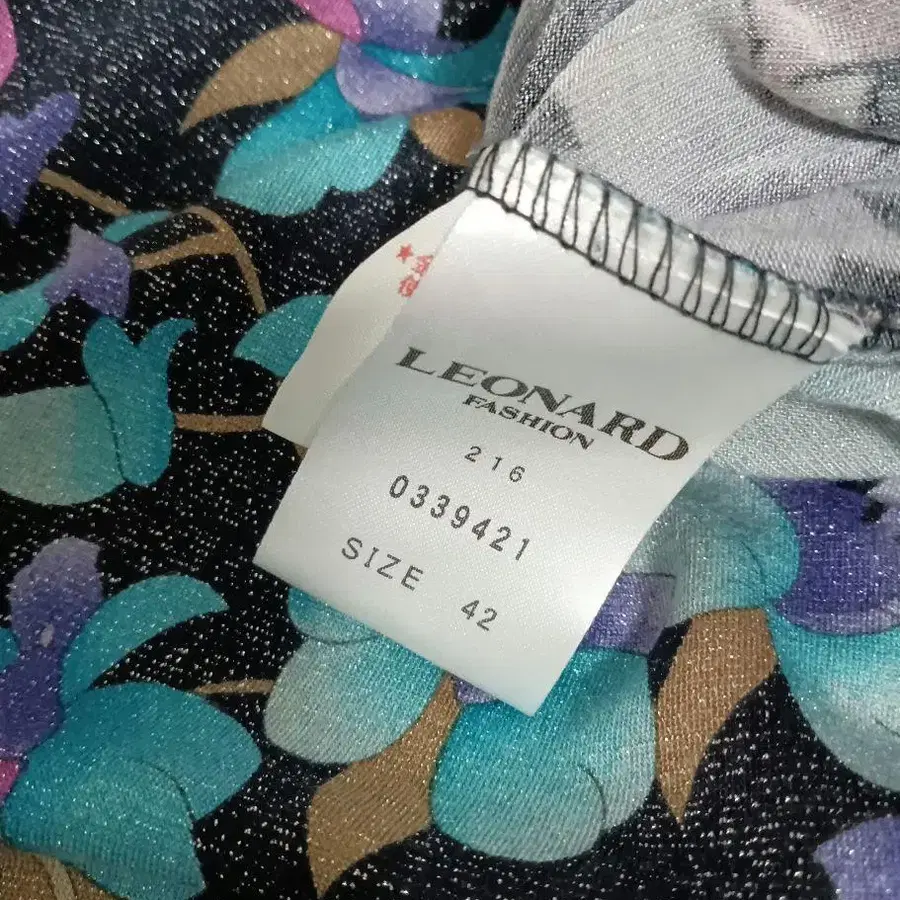 LEONARD
FASHION
216
0339421
SIZE 42